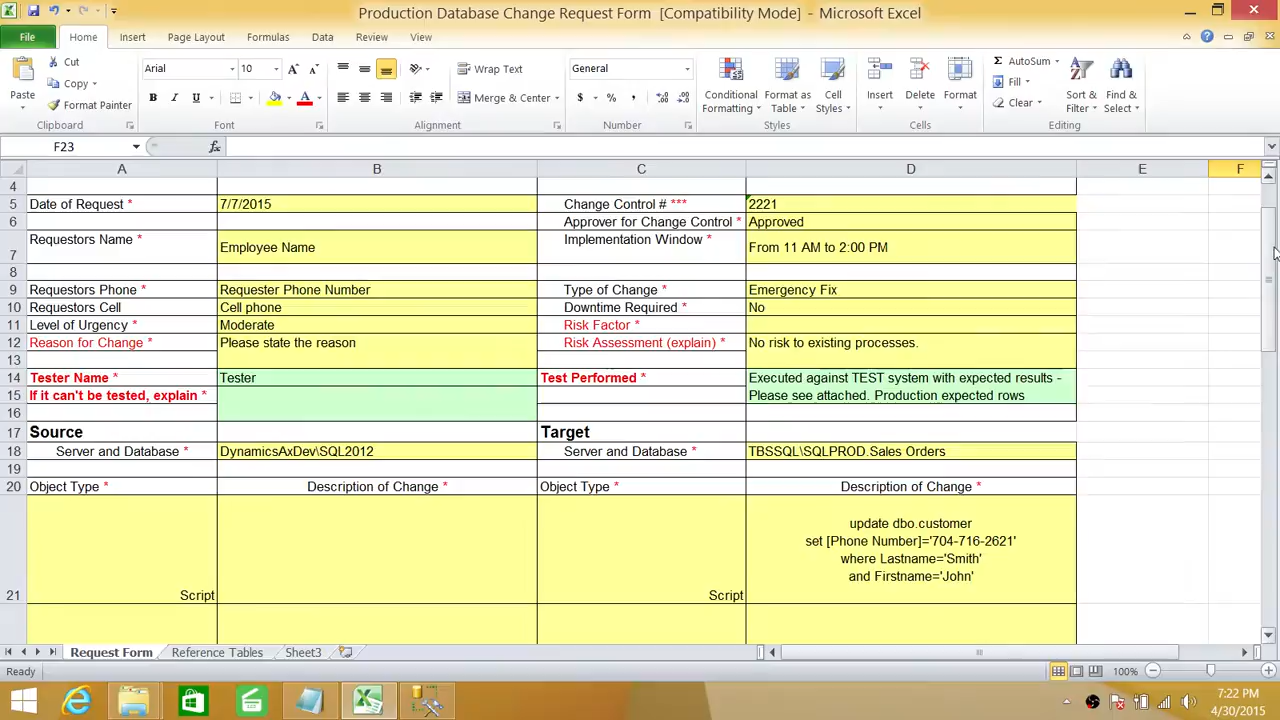 Production Database Change Request Form [Compatibility Mode] - Microsoft Excel
File Home Insert Page Layout Formulas Data Review View
Paste
Cut
Copy
Format Painter
Clipboard
Arial 10
B I U
Font
Wrap Text
Merge & Center
Alignment
General
$ % ,
Number
Conditional Formatting
Format as Table
Cell Styles
Styles
Insert
Delete
Format
Cells
AutoSum
Fill
Clear
Sort & Filter
Find & Select
Editing
F23 fx
A B C D E F
4
5 Date of Request * 7/7/2015 Change Control # *** 2221
6 Approver for Change Control * Approved
7 Requestors Name * Employee Name Implementation Window * From 11 AM to 2:00 PM
8
9 Requestors Phone * Requester Phone Number Type of Change * Emergency Fix
10 Requestors Cell Cell phone Downtime Required * No
11 Level of Urgency * Moderate Risk Factor *
12 Reason for Change * Please state the reason Risk Assessment (explain) * No risk to existing processes.
13
14 Tester Name * Tester Test Performed * Executed against TEST system with expected results -
15 If it can't be tested, explain * Please see attached. Production expected rows
16
17 Source Target
18 Server and Database * DynamicsAxDev\SQL2012 Server and Database * TBSSQL\SQLPROD.Sales Orders
19
20 Object Type * Description of Change * Object Type * Description of Change *
update dbo.customer
set [Phone Number]='704-716-2621'
where Lastname='Smith'
and Firstname='John'
21 Script Script
Request Form Reference Tables Sheet3
Ready 100%
7:22 PM
4/30/2015